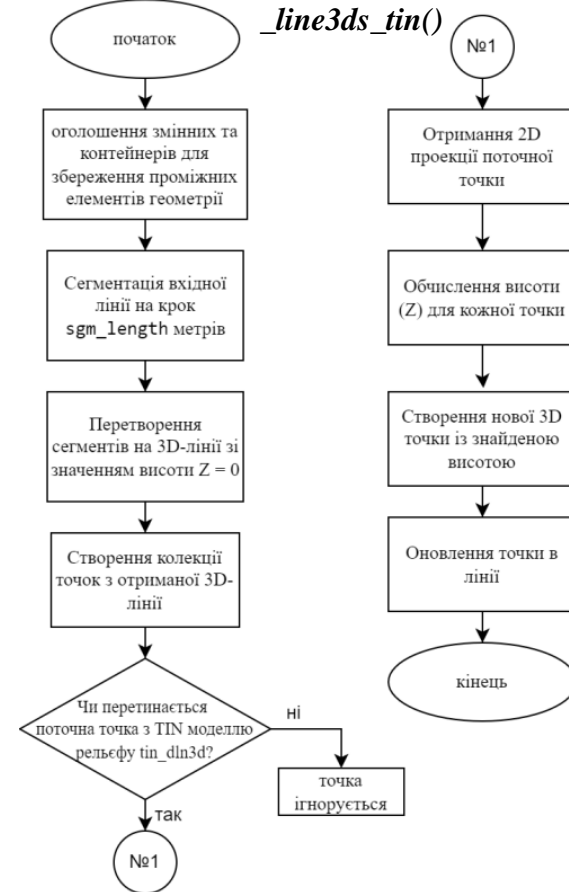 _line3ds_tin()
початок
оголошення змінних та
контейнерів для
збереження проміжних
елементів геометрії
Сегментація вхідної
лінії на крок
sgm_length метрів
Перетворення
сегментів на 3D-лінії зі
значенням висоти Z = 0
Створення колекції
точок з отриманої 3D-
лінії
Чи перетинається
поточна точка з TIN моделлю
рельєфу tin_dln3d?
ні
точка
ігнорується
так
№1
№1
Отримання 2D
проекції поточної
точки
Обчислення висоти
(Z) для кожної точки
Створення нової 3D
точки із знайденою
висотою
Оновлення точки в
лінії
кінець